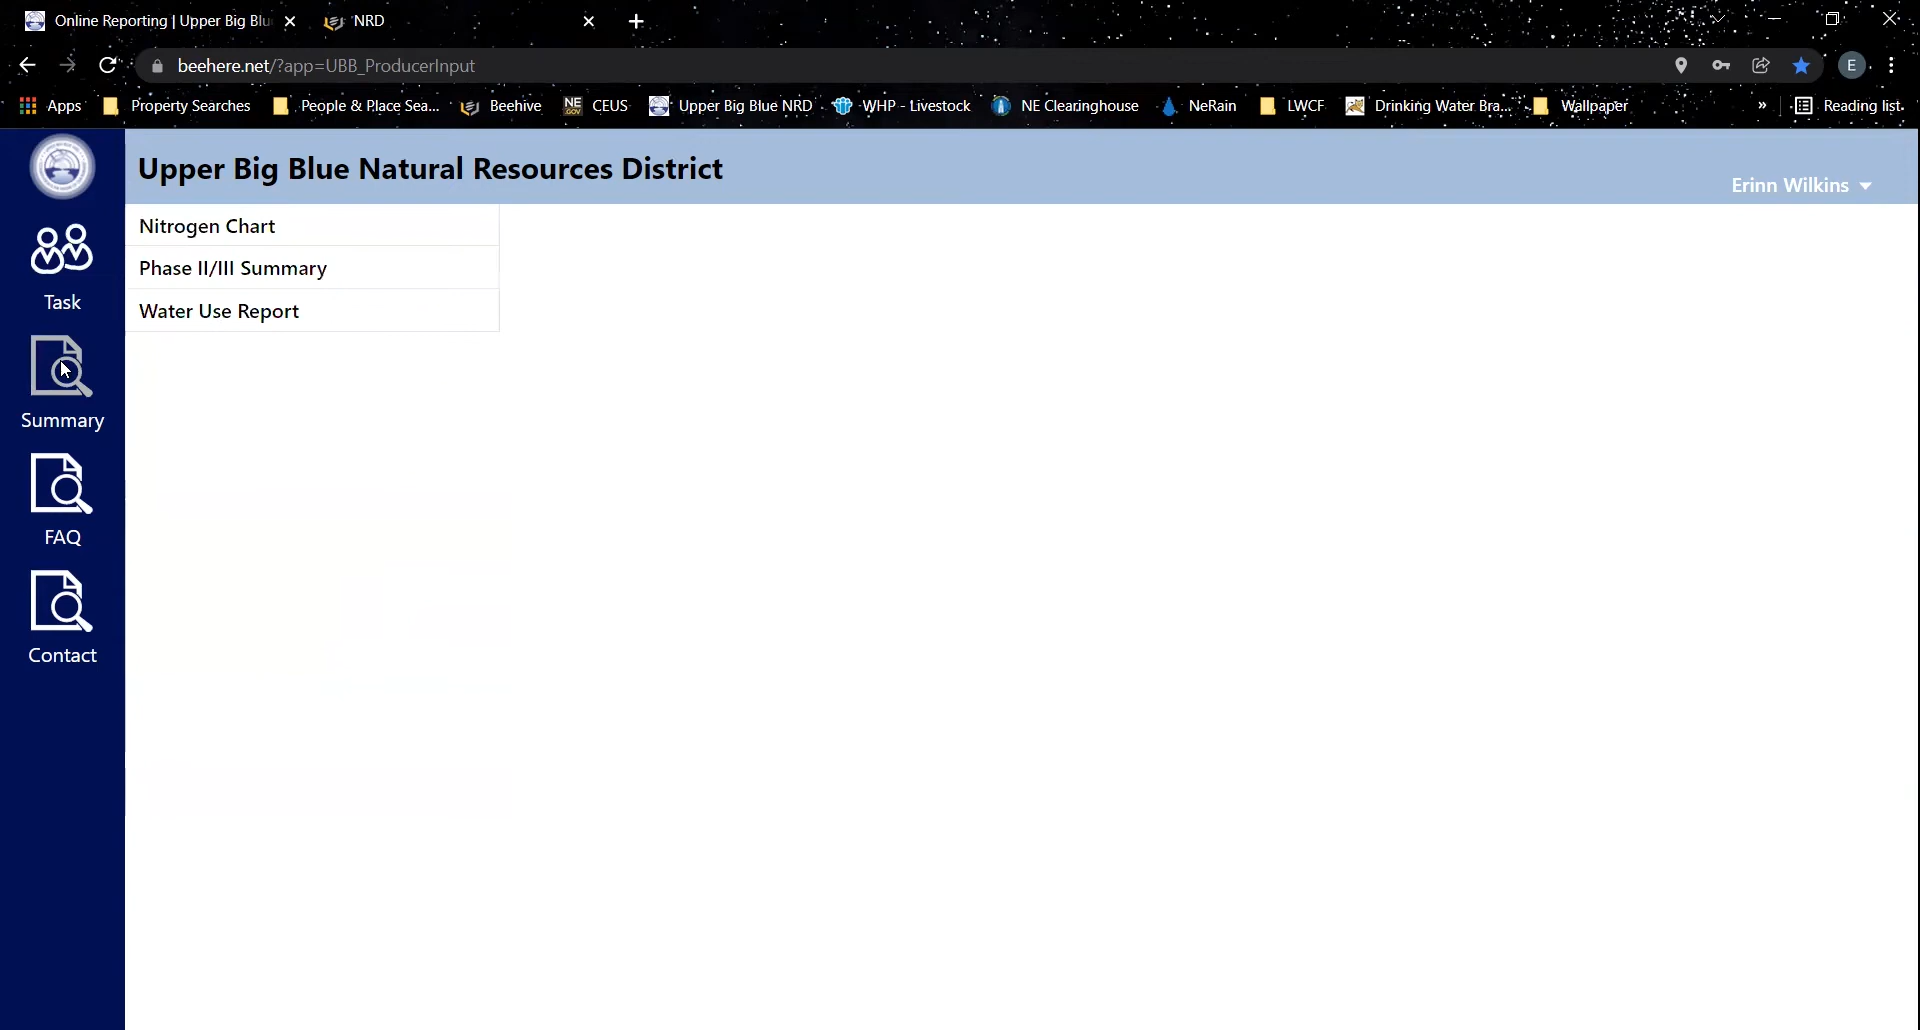 Online Reporting | Upper Big Blu
NRD
beehere.net/?app=UBB_ProducerInput
E
Apps
Property Searches
People & Place Sea...
Beehive
NE
GOV
CEUS
Upper Big Blue NRD
WHP - Livestock
NE Clearinghouse
NeRain
LWCF
Drinking Water Bra...
Wallpaper
»
Reading list
Upper Big Blue Natural Resources District
Erinn Wilkins
Nitrogen Chart
Phase II/III Summary
Water Use Report
Task
Summary
FAQ
Contact